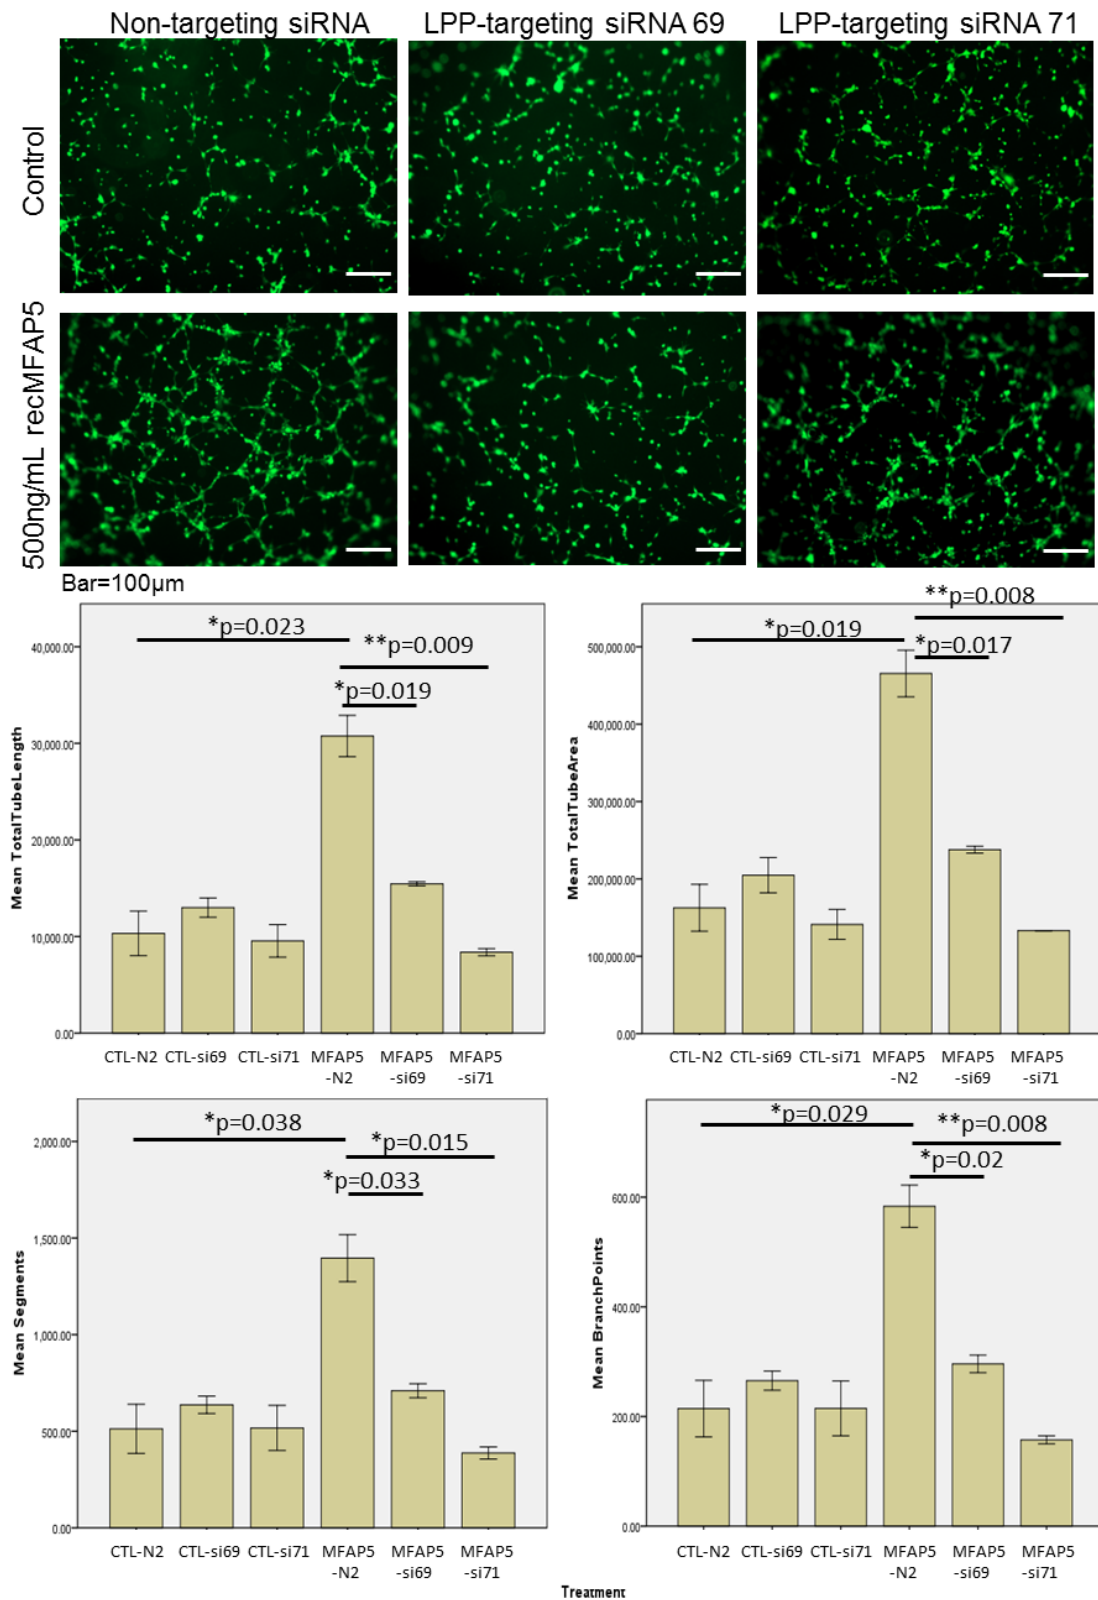 Non-targeting siRNA LPP-targeting siRNA 69 LPP-targeting siRNA 71
Control
500ng/mL recMFAP5
Bar=100µm
*p=0.023
**p=0.009
*p=0.019
Mean TotalTubeLength
40,000.00
30,000.00
20,000.00
10,000.00
0.00
CTL-N2 CTL-si69 CTL-si71 MFAP5 MFAP5 MFAP5
-N2 -si69 -si71
**p=0.008
*p=0.019
*p=0.017
Mean TotalTubeArea
500,000.00
400,000.00
300,000.00
200,000.00
100,000.00
0.00
CTL-N2 CTL-si69 CTL-si71 MFAP5 MFAP5 MFAP5
-N2 -si69 -si71
*p=0.038
*p=0.015
*p=0.033
Mean Segments
2,000.00
1,500.00
1,000.00
500.00
0.00
CTL-N2 CTL-si69 CTL-si71 MFAP5 MFAP5 MFAP5
-N2 -si69 -si71
*p=0.029
**p=0.008
*p=0.02
Mean BranchPoints
600.00
400.00
200.00
0.00
CTL-N2 CTL-si69 CTL-si71 MFAP5 MFAP5 MFAP5
-N2 -si69 -si71
Treatment